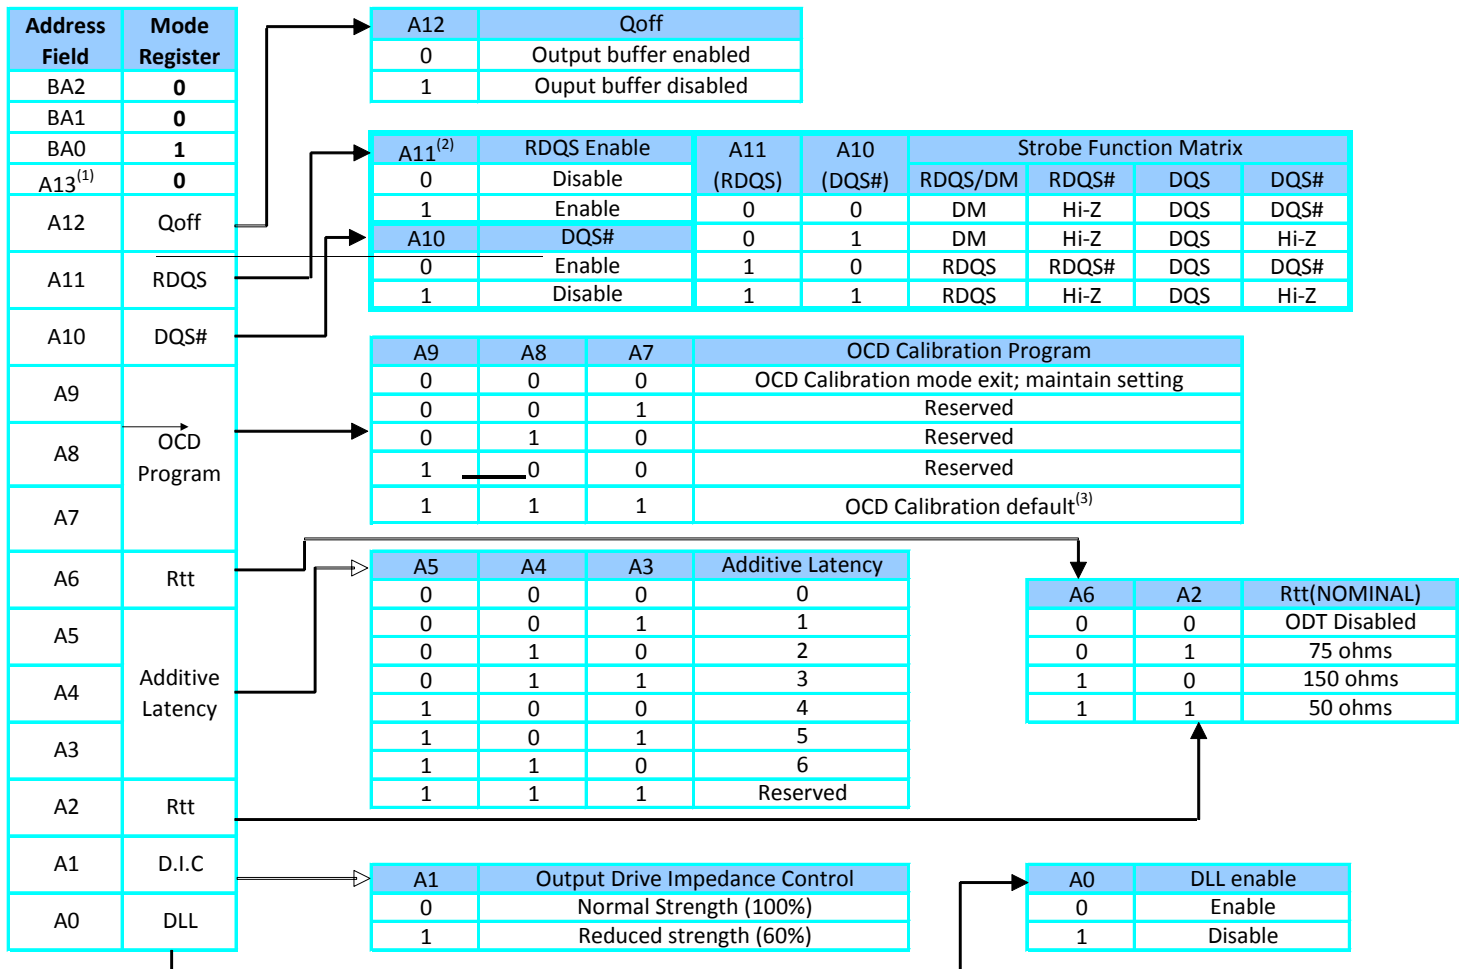 Address Field Mode Register
BA2 0
BA1 0
BA0 1
A13(1) 0
A12 Qoff
A11 RDQS
A10 DQS#
A9
A8
A7
OCD Program
A6 Rtt
A5
A4
A3
Additive Latency
A2 Rtt
A1 D.I.C
A0 DLL
A12 Qoff
0 Output buffer enabled
1 Ouput buffer disabled
A11(2) RDQS Enable
0 Disable
1 Enable
A10 DQS#
0 Enable
1 Disable
A11 (RDQS) A10 (DQS#) Strobe Function Matrix
RDQS/DM RDQS# DQS DQS#
0 0 DM Hi-Z DQS DQS#
0 1 DM Hi-Z DQS Hi-Z
1 0 RDQS RDQS# DQS DQS#
1 1 RDQS Hi-Z DQS Hi-Z
A9 A8 A7 OCD Calibration Program
0 0 0 OCD Calibration mode exit; maintain setting
0 0 1 Reserved
0 1 0 Reserved
1 0 0 Reserved
1 1 1 OCD Calibration default(3)
A5 A4 A3 Additive Latency
0 0 0 0
0 0 1 1
0 1 0 2
0 1 1 3
1 0 0 4
1 0 1 5
1 1 0 6
1 1 1 Reserved
A6 A2 Rtt(NOMINAL)
0 0 ODT Disabled
0 1 75 ohms
1 0 150 ohms
1 1 50 ohms
A1 Output Drive Impedance Control
0 Normal Strength (100%)
1 Reduced strength (60%)
A0 DLL enable
0 Enable
1 Disable